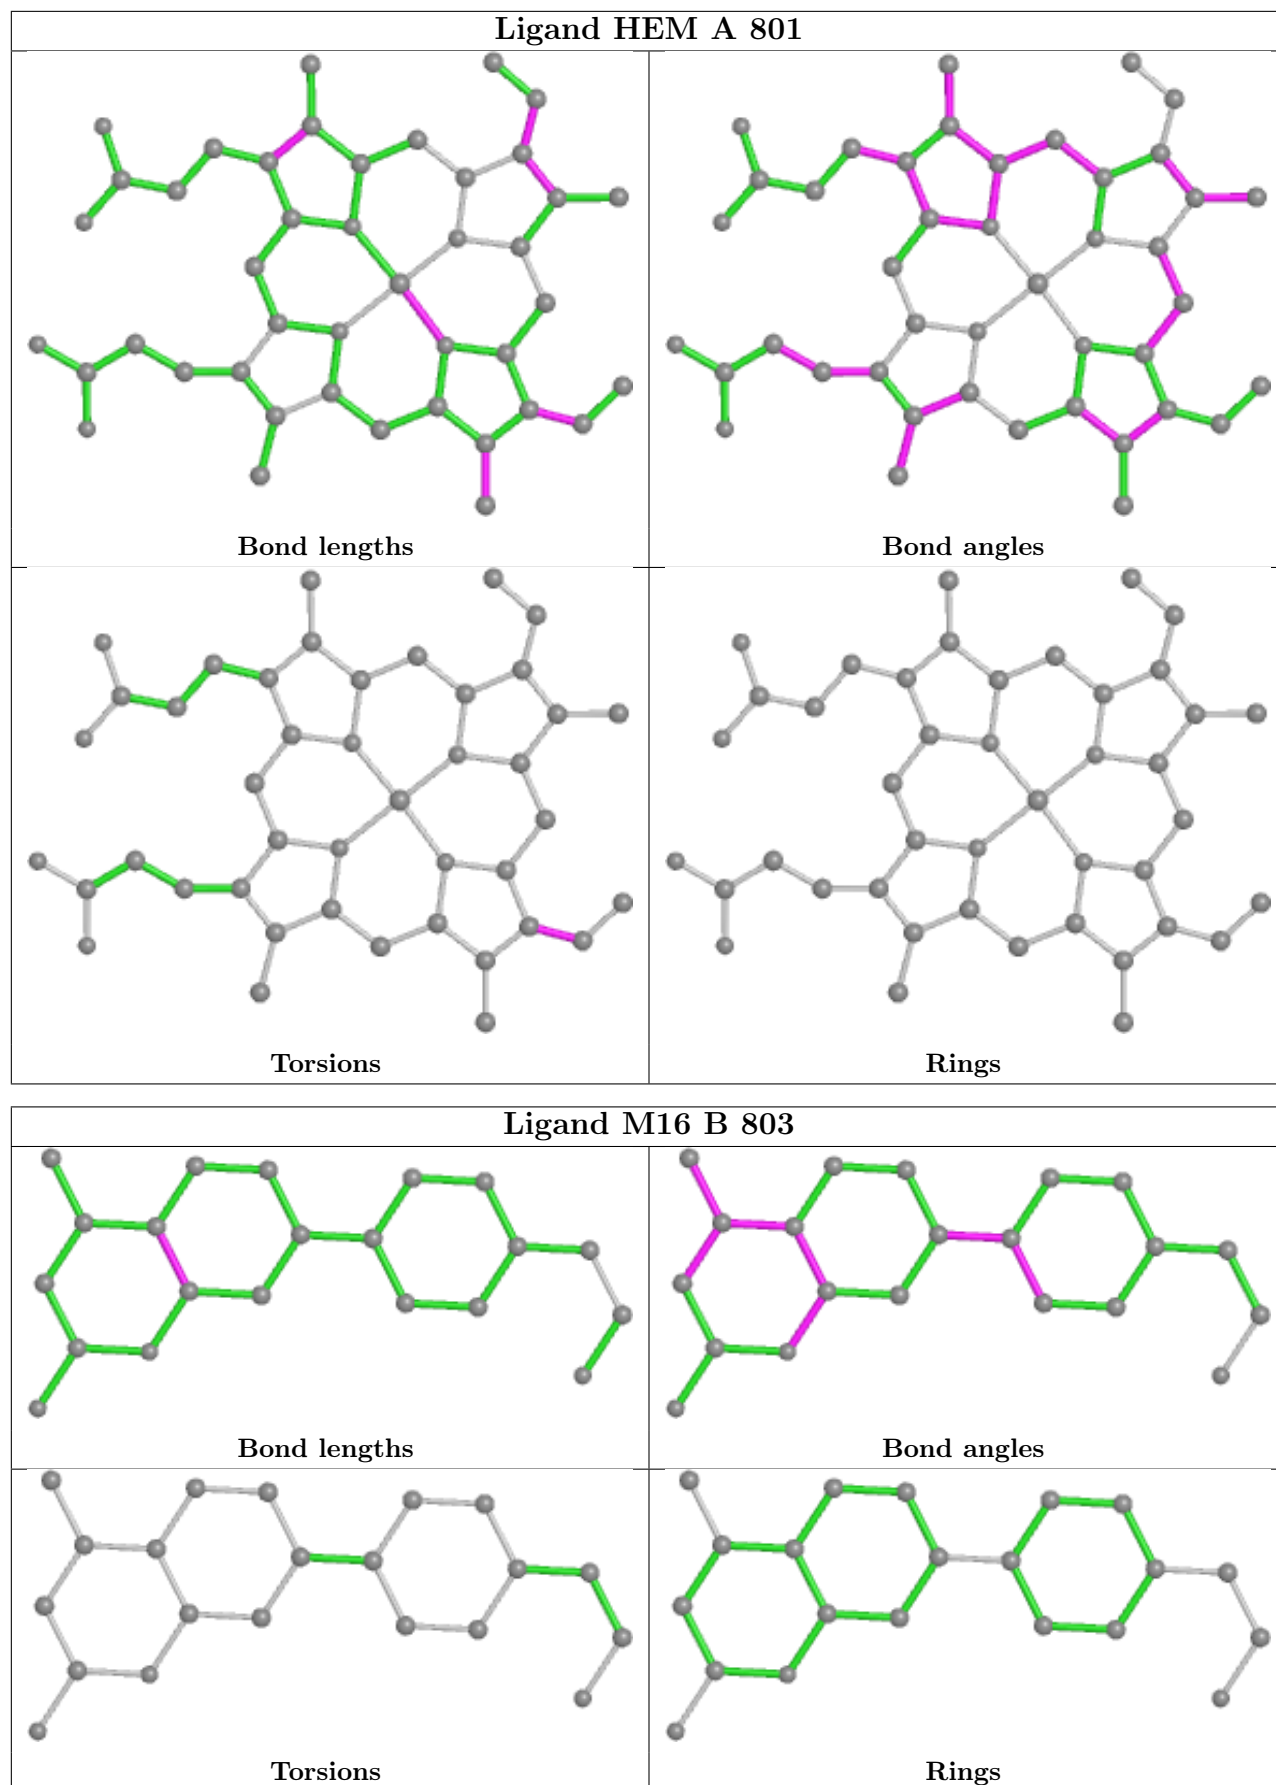 Ligand HEM A 801
Bond lengths
Bond angles
Torsions
Rings
Ligand M16 B 803
Bond lengths
Bond angles
Torsions
Rings